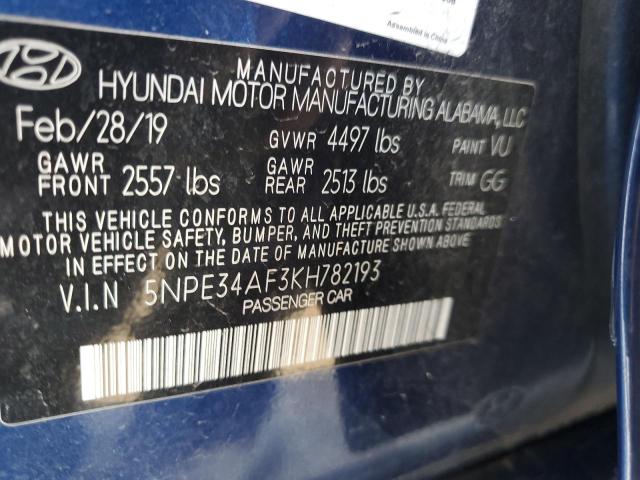 Assembled in China
MANUFACTURED BY
HYUNDAI MOTOR MANUFACTURING ALABAMA, LLC
Feb/28/19 GVWR 4497 lbs PAINT VU
GAWR FRONT 2557 lbs GAWR REAR 2513 lbs TRIM GG
THIS VEHICLE CONFORMS TO ALL APPLICABLE U.S.A. FEDERAL
MOTOR VEHICLE SAFETY, BUMPER, AND THEFT PREVENTION STANDARDS
IN EFFECT ON THE DATE OF MANUFACTURE SHOWN ABOVE
V.I.N 5NPE34AF3KH782193
PASSENGER CAR